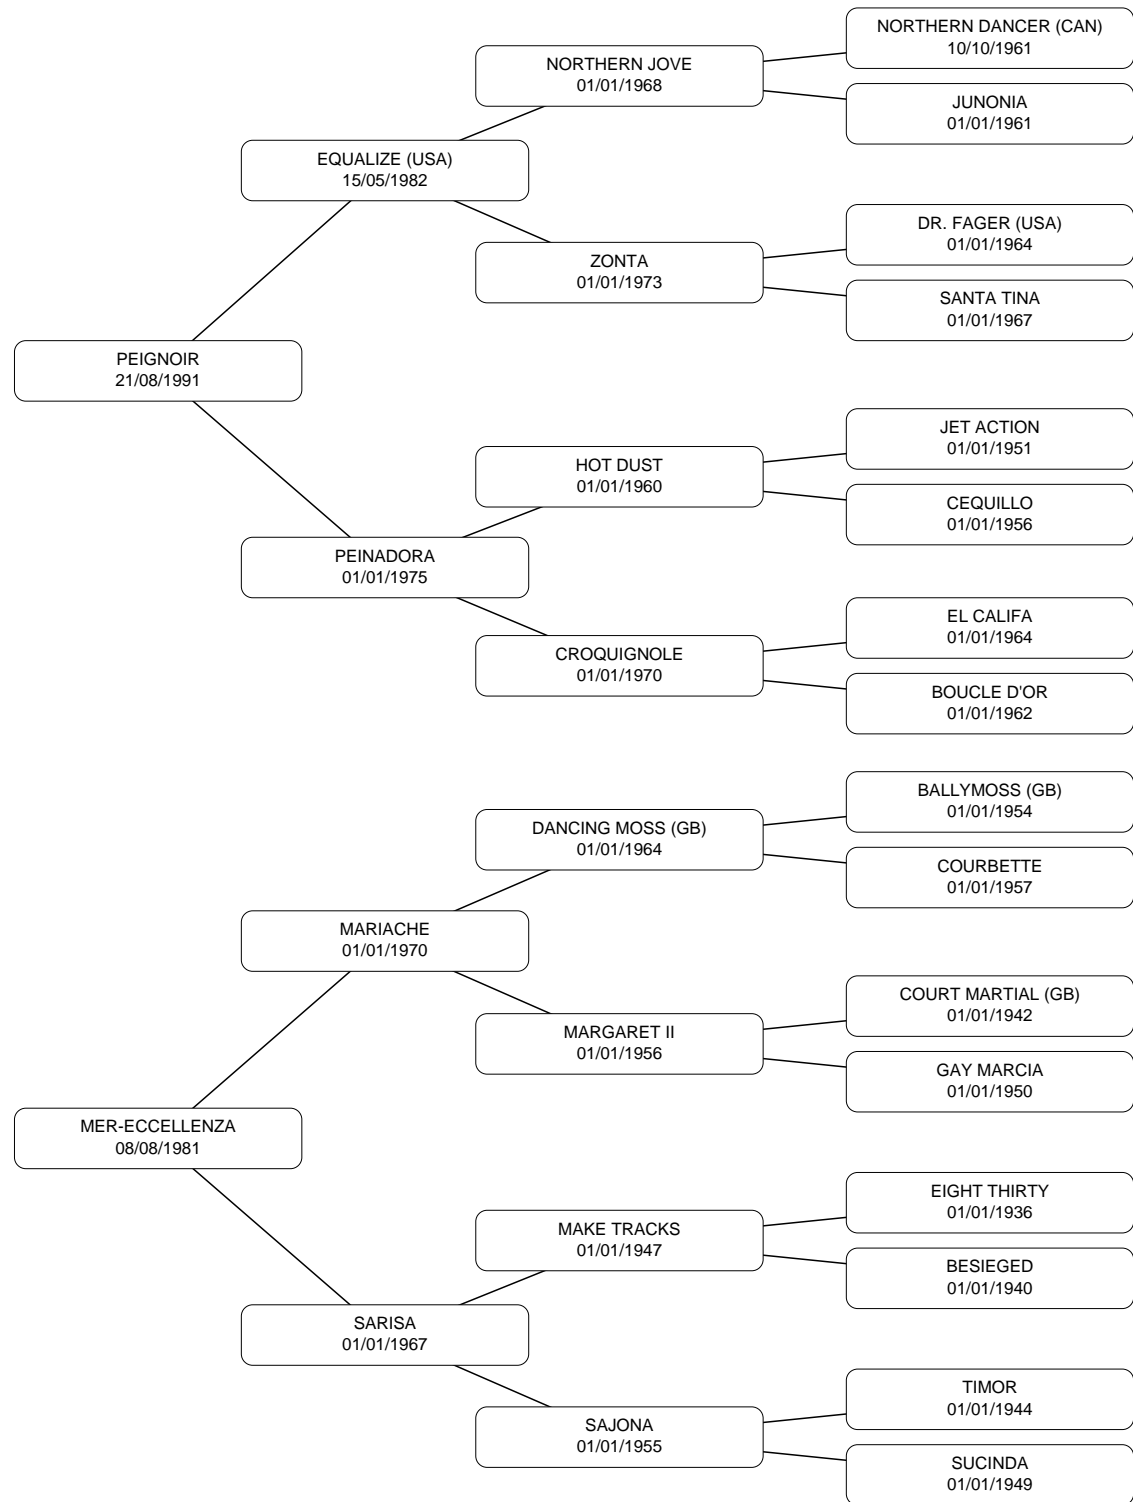 NORTHERN DANCER (CAN)
10/10/1961
NORTHERN JOVE
01/01/1968
JUNONIA
01/01/1961
EQUALIZE (USA)
15/05/1982
DR. FAGER (USA)
01/01/1964
ZONTA
01/01/1973
SANTA TINA
01/01/1967
PEIGNOIR
21/08/1991
JET ACTION
01/01/1951
HOT DUST
01/01/1960
CEQUILLO
01/01/1956
PEINADORA
01/01/1975
EL CALIFA
01/01/1964
CROQUIGNOLE
01/01/1970
BOUCLE D'OR
01/01/1962
BALLYMOSS (GB)
01/01/1954
DANCING MOSS (GB)
01/01/1964
COURBETTE
01/01/1957
MARIACHE
01/01/1970
COURT MARTIAL (GB)
01/01/1942
MARGARET II
01/01/1956
GAY MARCIA
01/01/1950
MER-ECCELLENZA
08/08/1981
EIGHT THIRTY
01/01/1936
MAKE TRACKS
01/01/1947
BESIEGED
01/01/1940
SARISA
01/01/1967
TIMOR
01/01/1944
SAJONA
01/01/1955
SUCINDA
01/01/1949